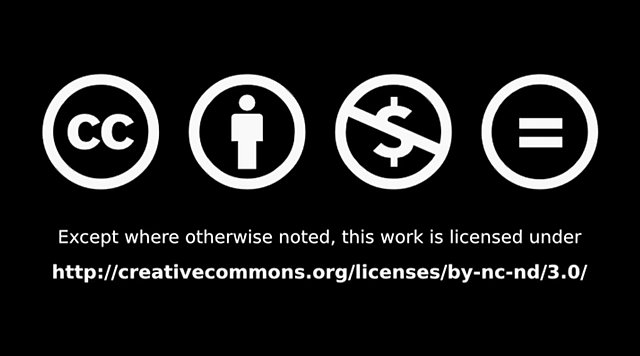 cc
$
=
Except where otherwise noted, this work is licensed under
http://creativecommons.org/licenses/by-nc-nd/3.0/